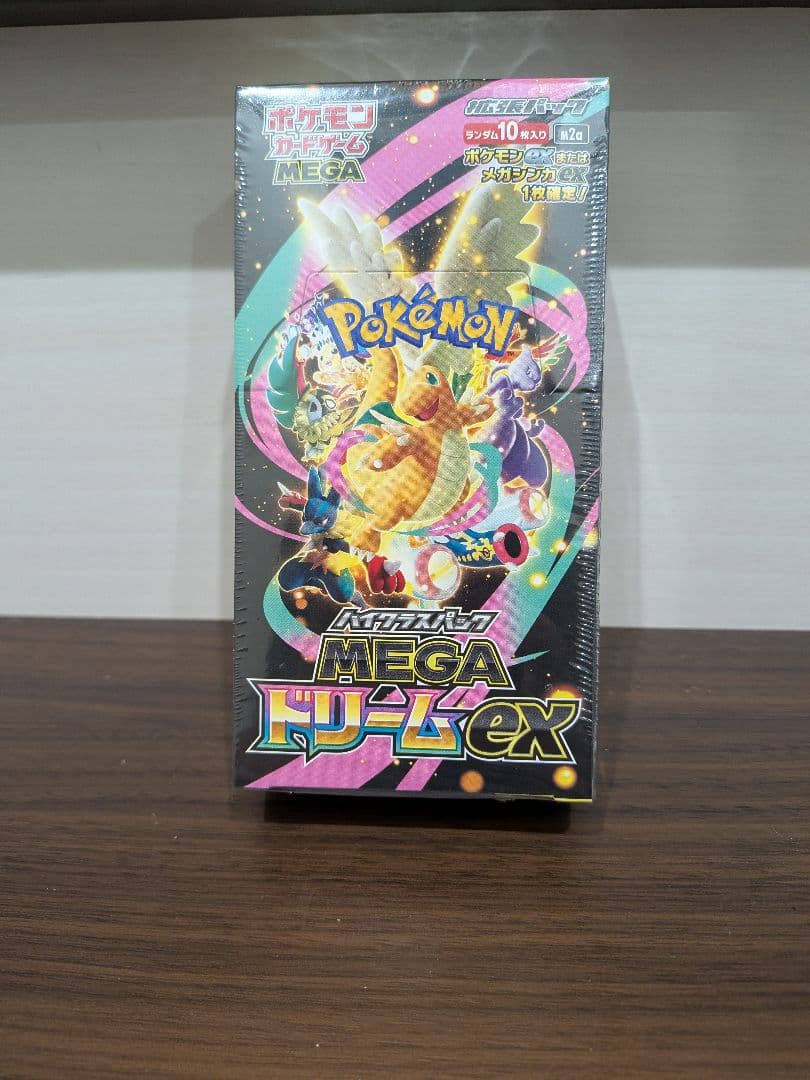 ポケモン
カードゲーム
MEGA
拡張パック
ランダム10枚入り M2a
ポケモンexまたは
メガシンカex
1枚確定!
POKéMON
TM
ハイクラスパック
MEGA
ドリームex